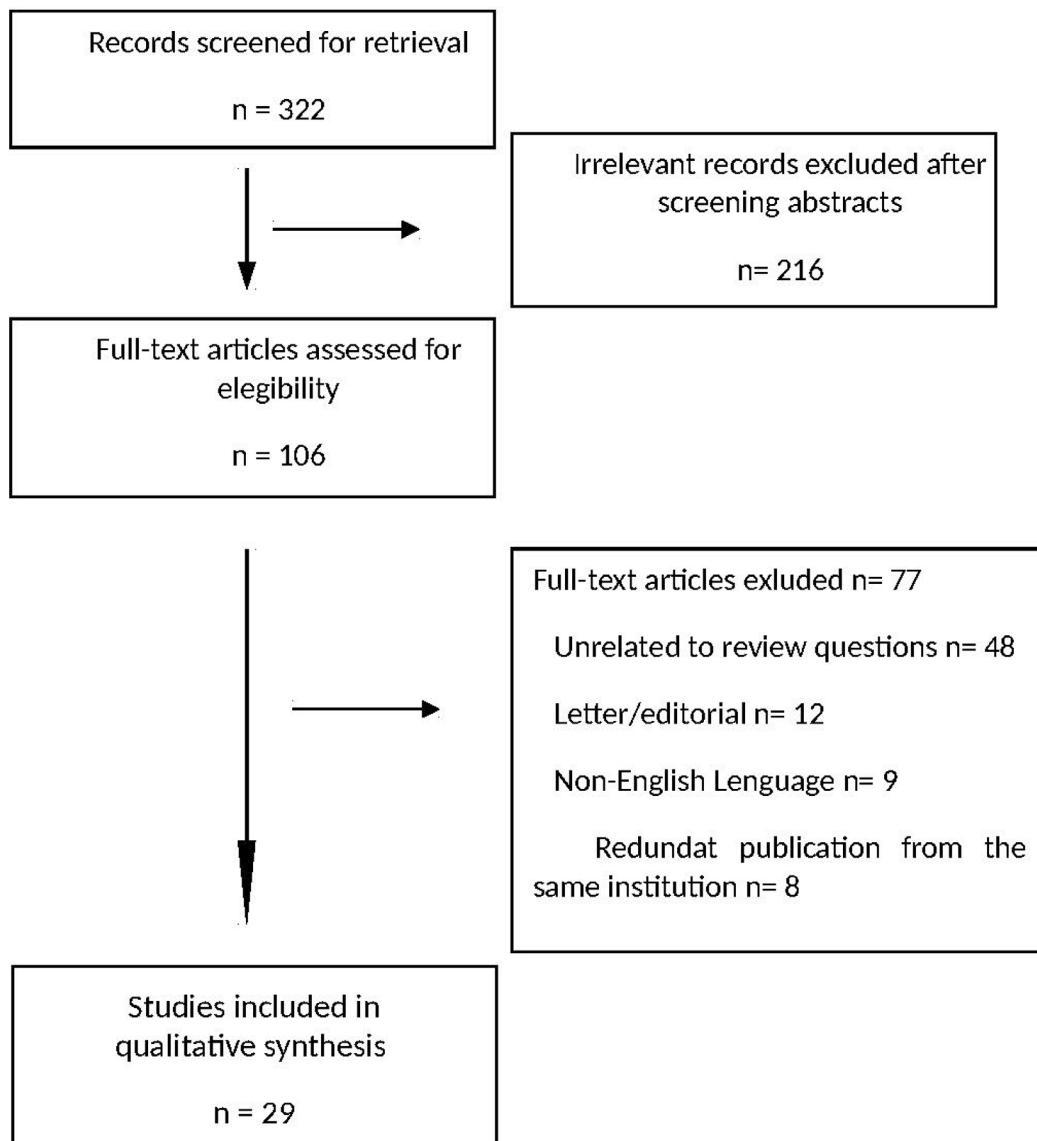 Records screened for retrieval
n = 322
Irrelevant records excluded after
screening abstracts
n= 216
Full-text articles assessed for
elegibility
n = 106
Full-text articles exluded n= 77
Unrelated to review questions n= 48
Letter/editorial n= 12
Non-English Lenguage n= 9
Redundat publication from the
same institution n= 8
Studies included in
qualitative synthesis
n = 29